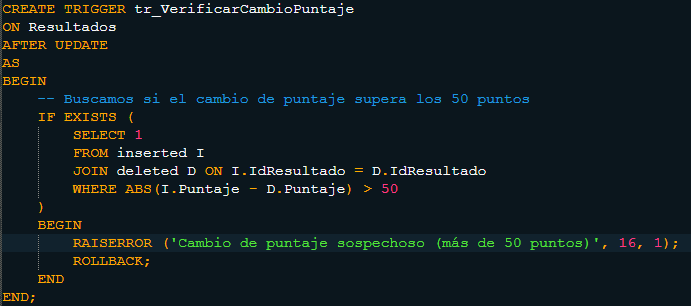 CREATE TRIGGER tr_VerificarCambioPuntaje
ON Resultados
AFTER UPDATE
AS
BEGIN
    -- Buscamos si el cambio de puntaje supera los 50 puntos
    IF EXISTS (
        SELECT 1
        FROM inserted I
        JOIN deleted D ON I.IdResultado = D.IdResultado
        WHERE ABS(I.Puntaje - D.Puntaje) > 50
    )
    BEGIN
        RAISERROR ('Cambio de puntaje sospechoso (más de 50 puntos)', 16, 1);
        ROLLBACK;
    END
END;